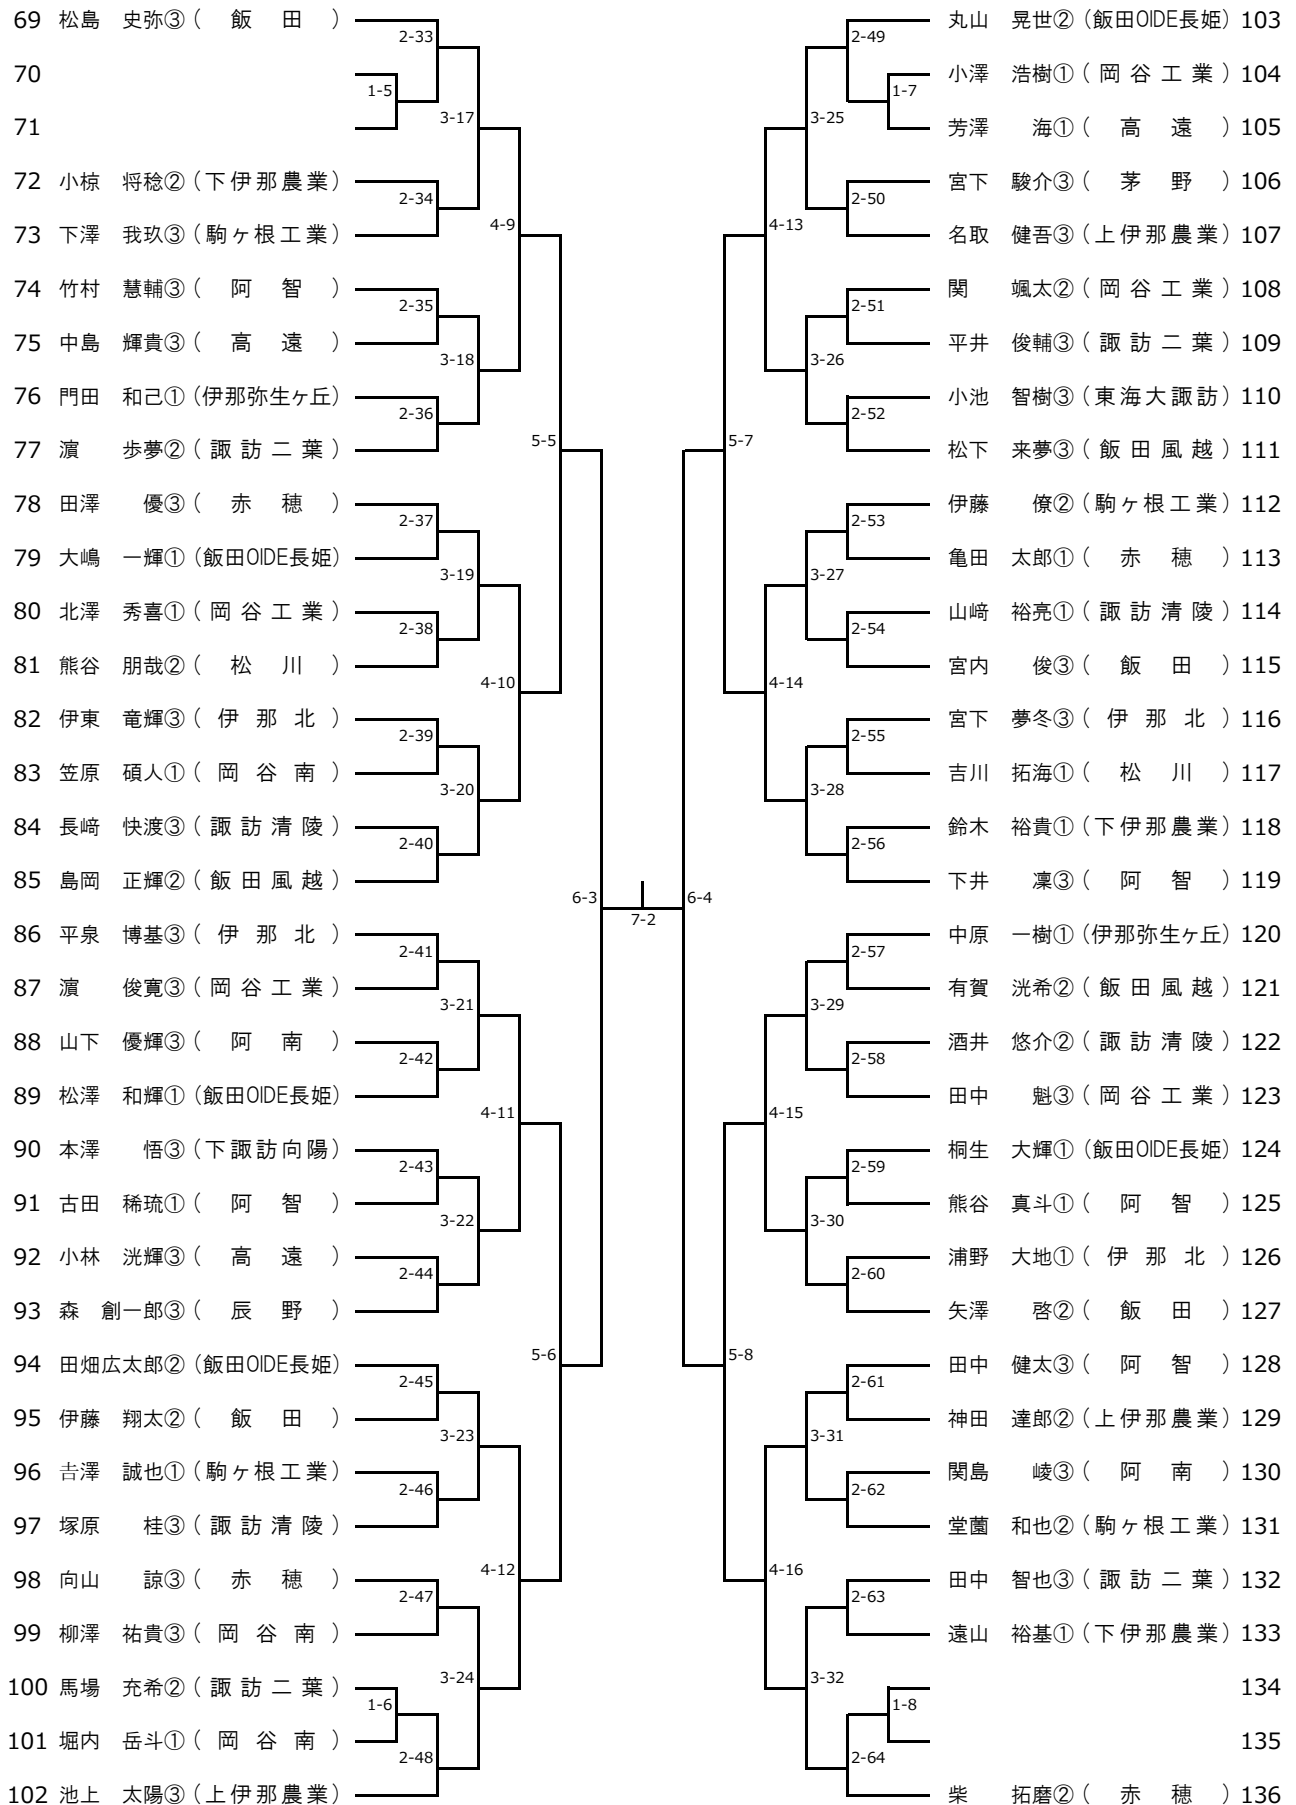 69 松島 史弥③ ( 飯 田 )
70
71
72 小椋 将稔② (下伊那農業)
73 下澤 我玖③ (駒ヶ根工業)
74 竹村 慧輔③ ( 阿 智 )
75 中島 輝貴③ ( 高 遠 )
76 門田 和己① (伊那弥生ヶ丘)
77 濵 歩夢② (諏訪二葉)
78 田澤 優③ ( 赤 穂 )
79 大嶋 一輝① (飯田OIDE長姫)
80 北澤 秀喜① (岡谷工業)
81 熊谷 朋哉② ( 松 川 )
82 伊東 竜輝③ ( 伊 那 北 )
83 笠原 碩人① ( 岡 谷 南 )
84 長﨑 快渡③ (諏訪清陵)
85 島岡 正輝② (飯田風越)
86 平泉 博基③ ( 伊 那 北 )
87 濵 俊寛③ (岡谷工業)
88 山下 優輝③ ( 阿 南 )
89 松澤 和輝① (飯田OIDE長姫)
90 本澤 悟③ (下諏訪向陽)
91 古田 稀琉① ( 阿 智 )
92 小林 洸輝③ ( 高 遠 )
93 森 創一郎③ ( 辰 野 )
94 田畑広太郎② (飯田OIDE長姫)
95 伊藤 翔太② ( 飯 田 )
96 𠮷澤 誠也① (駒ヶ根工業)
97 塚原 桂③ (諏訪清陵)
98 向山 諒③ ( 赤 穂 )
99 柳澤 祐貴③ ( 岡 谷 南 )
100 馬場 充希② (諏訪二葉)
101 堀内 岳斗① ( 岡 谷 南 )
102 池上 太陽③ (上伊那農業)
2-33
1-5
3-17
2-34
4-9
2-35
3-18
2-36
5-5
2-37
3-19
2-38
4-10
2-39
3-20
2-40
6-3
2-41
3-21
2-42
4-11
2-43
3-22
2-44
5-6
2-45
3-23
2-46
4-12
2-47
3-24
1-6
2-48
7-2
2-49
1-7
3-25
2-50
4-13
2-51
3-26
2-52
5-7
2-53
3-27
2-54
4-14
2-55
3-28
2-56
6-4
2-57
3-29
2-58
4-15
2-59
3-30
2-60
5-8
2-61
3-31
2-62
4-16
2-63
3-32
1-8
2-64
丸山 晃世② (飯田OIDE長姫) 103
小澤 浩樹① (岡谷工業) 104
芳澤 海① ( 高 遠 ) 105
宮下 駿介③ ( 茅 野 ) 106
名取 健吾③ (上伊那農業) 107
関 颯太② (岡谷工業) 108
平井 俊輔③ (諏訪二葉) 109
小池 智樹③ (東海大諏訪) 110
松下 来夢③ (飯田風越) 111
伊藤 僚② (駒ヶ根工業) 112
亀田 太郎① ( 赤 穂 ) 113
山﨑 裕亮① (諏訪清陵) 114
宮内 俊③ ( 飯 田 ) 115
宮下 夢冬③ ( 伊 那 北 ) 116
吉川 拓海① ( 松 川 ) 117
鈴木 裕貴① (下伊那農業) 118
下井 凜③ ( 阿 智 ) 119
中原 一樹① (伊那弥生ヶ丘) 120
有賀 洸希② (飯田風越) 121
酒井 悠介② (諏訪清陵) 122
田中 魁③ (岡谷工業) 123
桐生 大輝① (飯田OIDE長姫) 124
熊谷 真斗① ( 阿 智 ) 125
浦野 大地① ( 伊 那 北 ) 126
矢澤 啓② ( 飯 田 ) 127
田中 健太③ ( 阿 智 ) 128
神田 達郎② (上伊那農業) 129
関島 崚③ ( 阿 南 ) 130
堂薗 和也② (駒ヶ根工業) 131
田中 智也③ (諏訪二葉) 132
遠山 裕基① (下伊那農業) 133
134
135
柴 拓磨② ( 赤 穂 ) 136